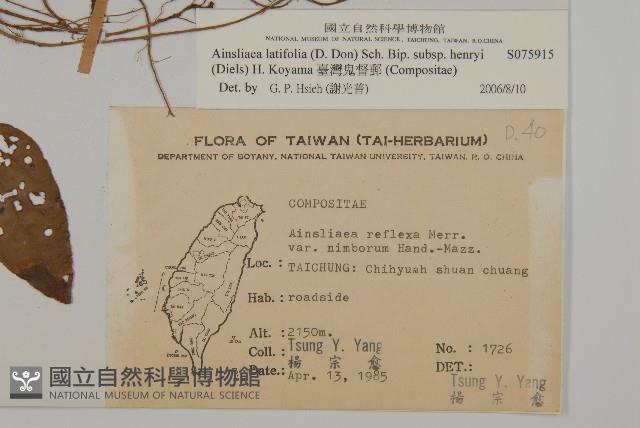 國立自然科學博物館
NATIONAL MUSEUM OF NATURAL SCIENCE, TAICHUNG, TAIWAN, R.O.CHINA
Ainsliaea latifolia (D. Don) Sch. Bip. subsp. henryi S075915
(Diels) H. Koyama 臺灣鬼督郵 (Compositae)
Det. by G. P. Hsieh (謝光普) 2006/8/10
D.40
FLORA OF TAIWAN (TAI-HERBARIUM)
DEPARTMENT OF BOTANY, NATIONAL TAIWAN UNIVERSITY, TAIWAN, R. O. CHINA
COMPOSITAE
Ainsliaea reflexa Merr.
var. nimborum Hand.-Mazz.
Loc.: TAICHUNG: Chihyueh shuan chuang
Hab.: roadside
Alt.: 2150m.
Coll.: Tsung Y. Yang No.: 1726
楊宗愈 DET.:
Date.: Apr. 13, 1985 Tsung Y. Yang
楊宗愈
國立自然科學博物館
NATIONAL MUSEUM OF NATURAL SCIENCE